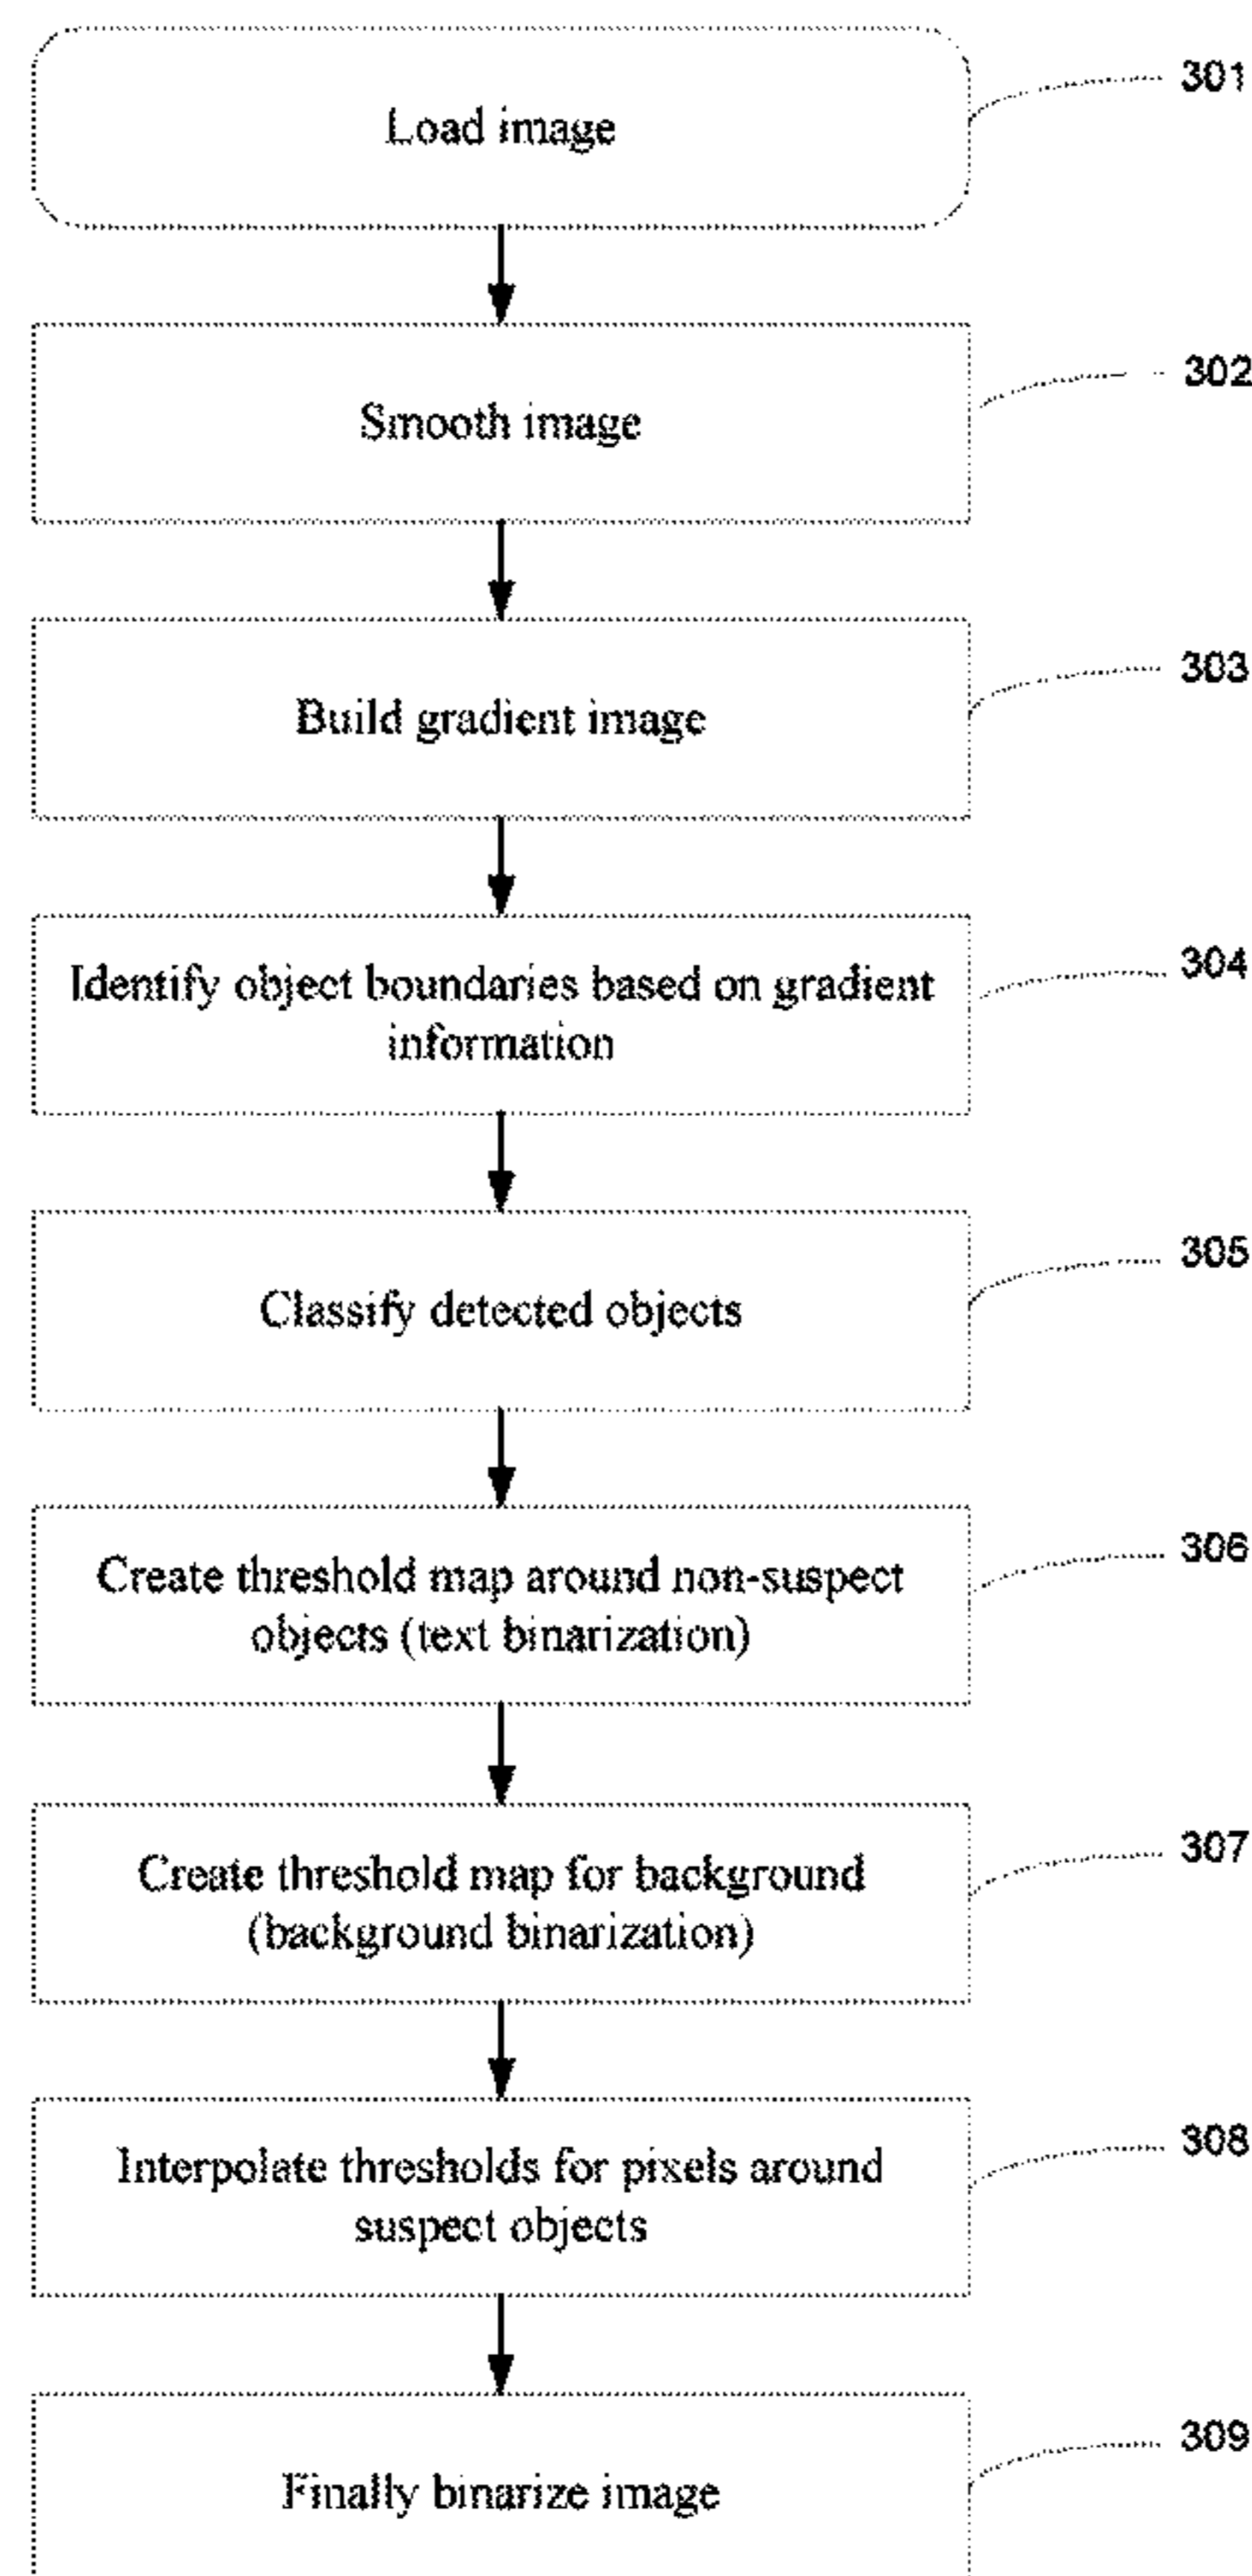 Load image
301
Smooth image
302
Build gradient image
303
Identify object boundaries based on gradient
information
304
Classify detected objects
305
Create threshold map around non-suspect
objects (text binarization)
306
Create threshold map for background
(background binarization)
307
Interpolate thresholds for pixels around
suspect objects
308
Finally binarize image
309